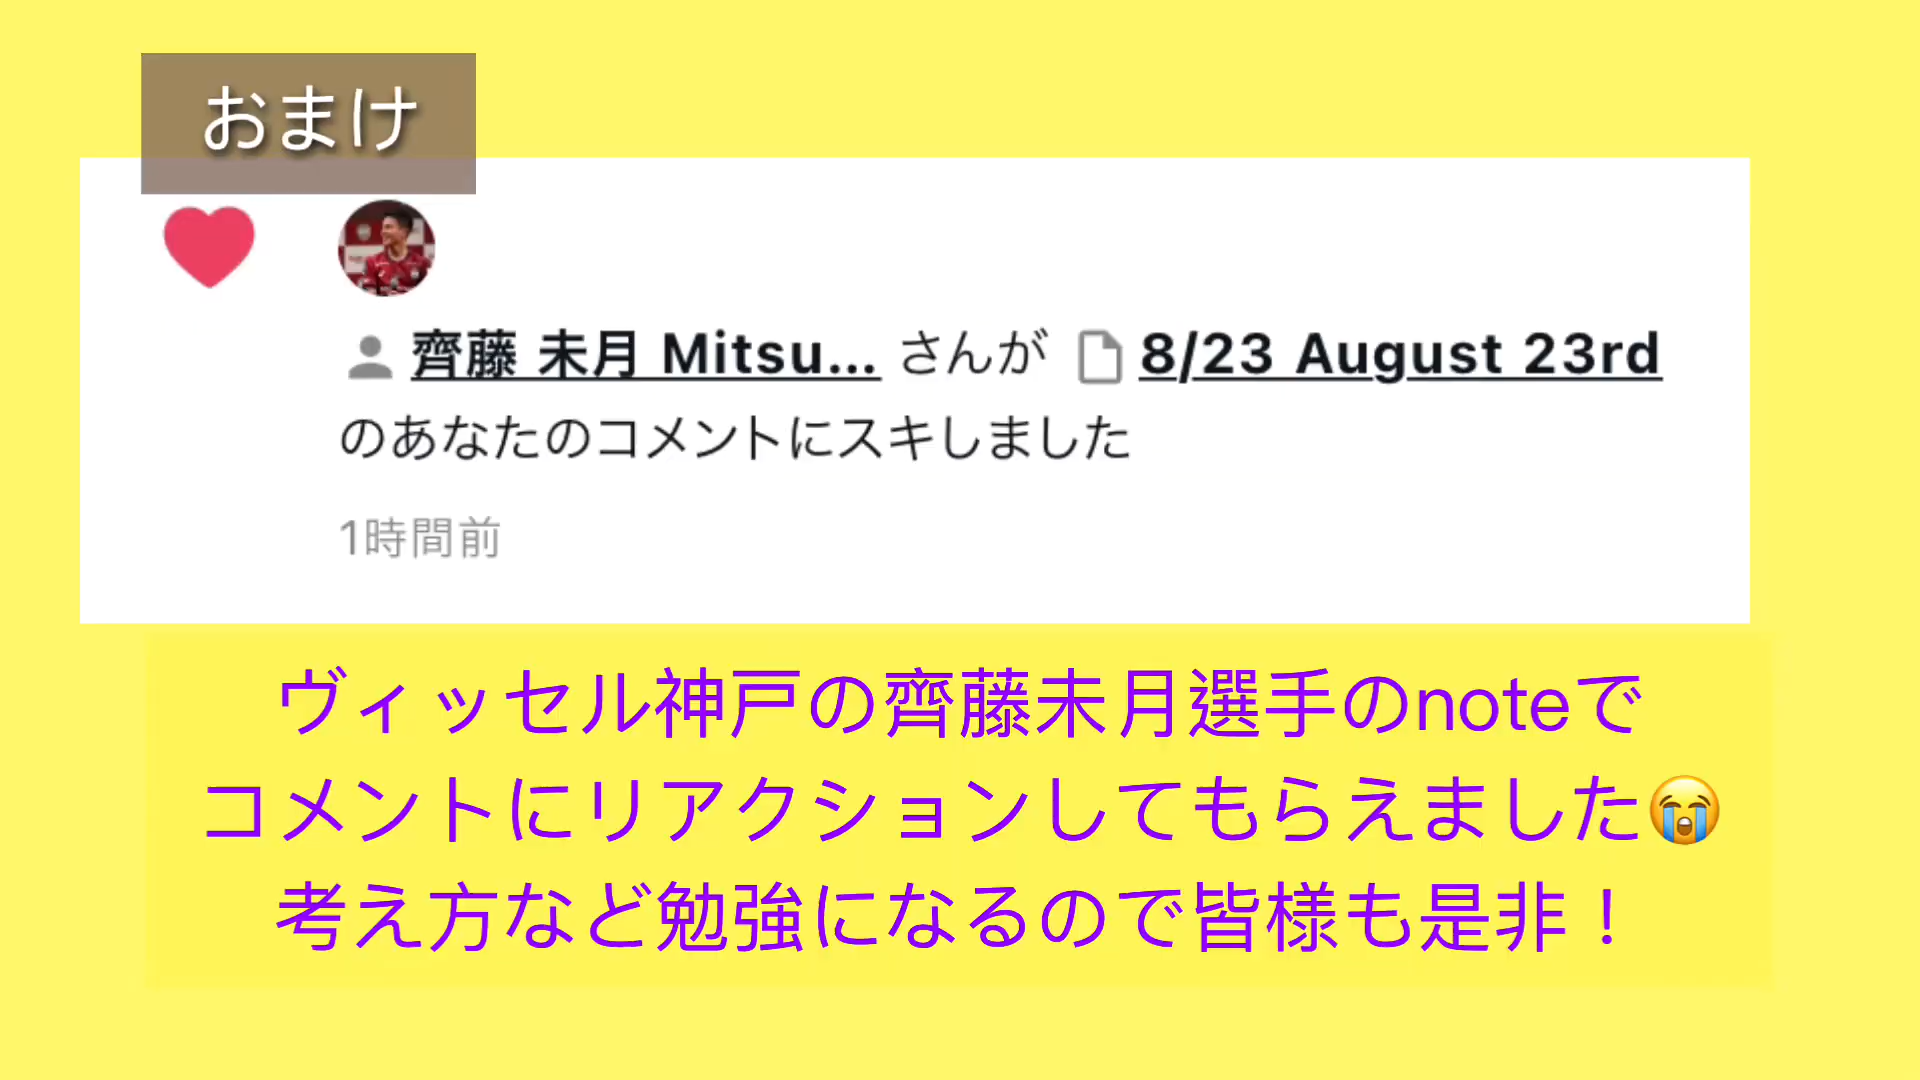 おまけ
齊藤 未月 Mitsu... さんが 8/23 August 23rd
のあなたのコメントにスキしました
1時間前
ヴィッセル神戸の齊藤未月選手のnoteで
コメントにリアクションしてもらえました😭
考え方など勉強になるので皆様も是非！